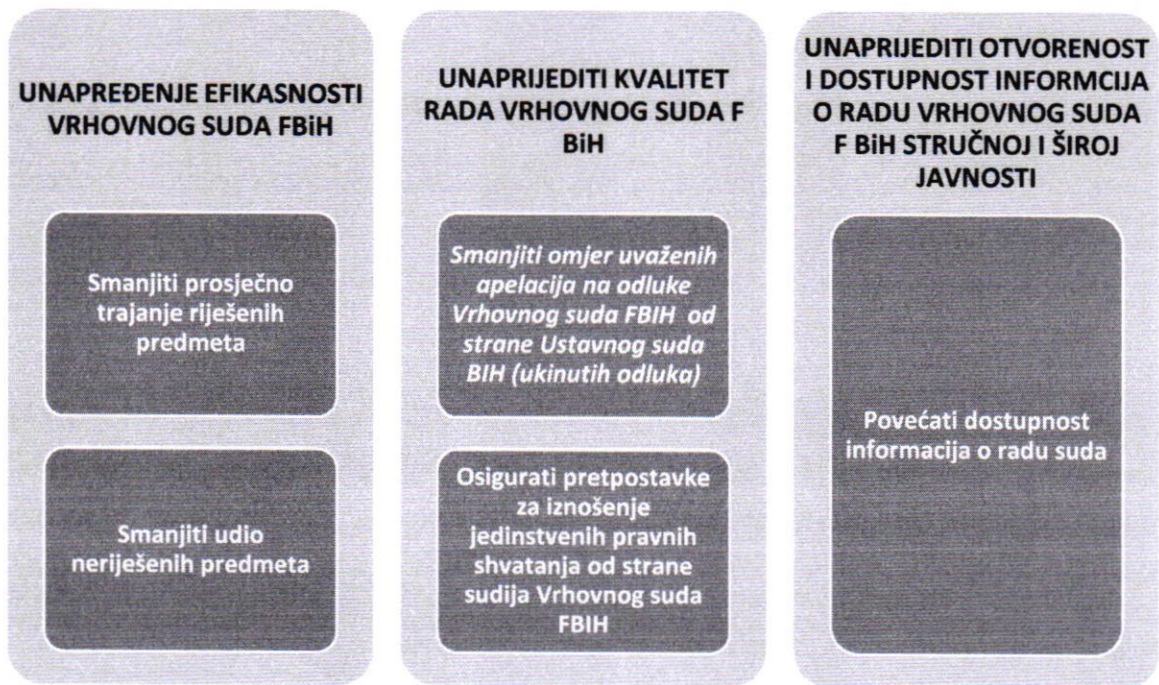 UNAPREĐENJE EFIKASNOSTI
VRHOVNOG SUDA FBiH
Smanjiti prosječno
trajanje riješenih
predmeta
Smanjiti udio
neriješenih predmeta
UNAPRIJEDITI KVALITET
RADA VRHOVNOG SUDA F
BiH
Smanjiti omjer uvaženih
apelacija na odluke
Vrhovnog suda FBIH od
strane Ustavnog suda
BIH (ukinutih odluka)
Osigurati pretpostavke
za iznošenje
jedinstvenih pravnih
shvatanja od strane
sudija Vrhovnog suda
FBIH
UNAPRIJEDITI OTVORENOST
I DOSTUPNOST INFORMCIJA
O RADU VRHOVNOG SUDA
F BiH STRUČNOJ I ŠIROJ
JAVNOSTI
Povećati dostupnost
informacija o radu suda